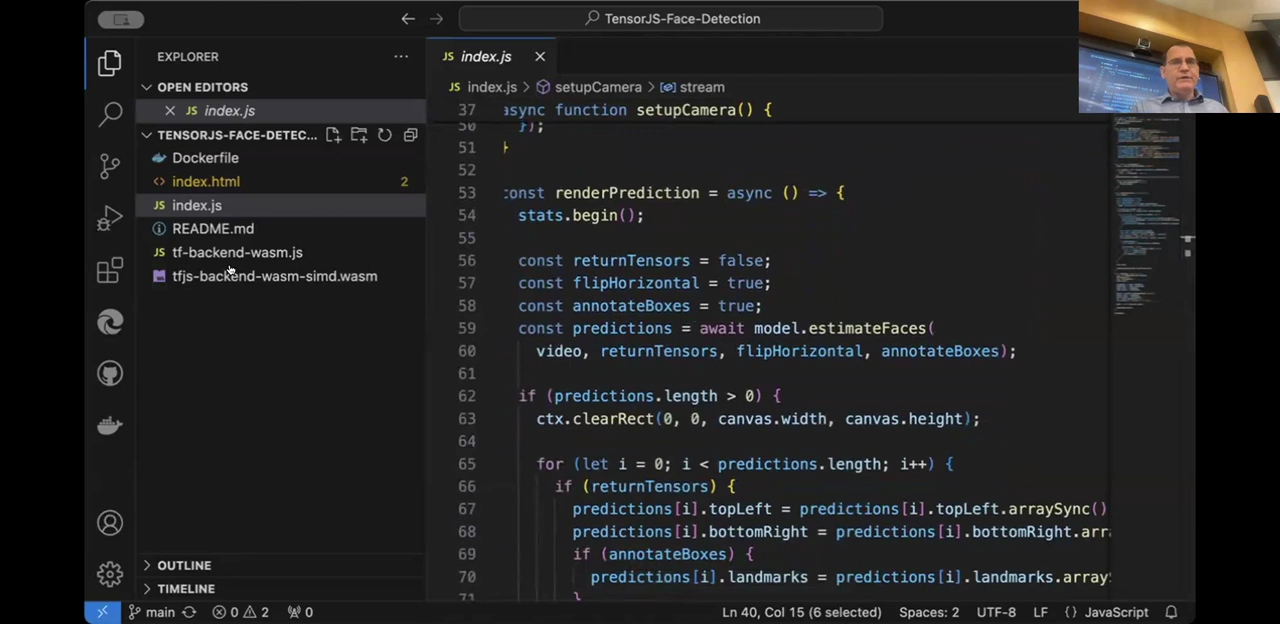 TensorJS-Face-Detection
EXPLORER
OPEN EDITORS
JS index.js
TENSORJS-FACE-DETEC...
Dockerfile
<> index.html 2
JS index.js
README.md
JS tf-backend-wasm.js
tfjs-backend-wasm-simd.wasm
OUTLINE
TIMELINE
JS index.js
JS index.js > setupCamera > stream
37 async function setupCamera() {
50 });
51 }
52
53 const renderPrediction = async () => {
54 stats.begin();
55
56 const returnTensors = false;
57 const flipHorizontal = true;
58 const annotateBoxes = true;
59 const predictions = await model.estimateFaces(
60 video, returnTensors, flipHorizontal, annotateBoxes);
61
62 if (predictions.length > 0) {
63 ctx.clearRect(0, 0, canvas.width, canvas.height);
64
65 for (let i = 0; i < predictions.length; i++) {
66 if (returnTensors) {
67 predictions[i].topLeft = predictions[i].topLeft.arraySync()
68 predictions[i].bottomRight = predictions[i].bottomRight.arra
69 if (annotateBoxes) {
70 predictions[i].landmarks = predictions[i].landmarks.array
71 }
main 0 2 0 Ln 40, Col 15 (6 selected) Spaces: 2 UTF-8 LF {} JavaScript